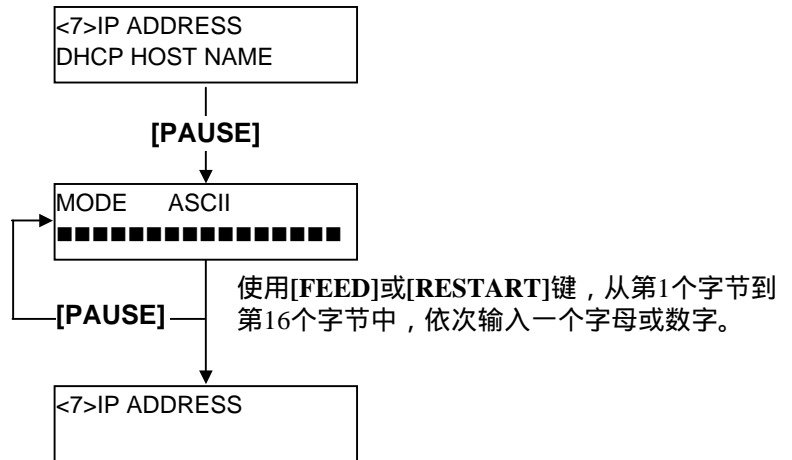 <7>IP ADDRESS
DHCP HOST NAME
[PAUSE]
MODE ASCII
■■■■■■■■■■■■■■■■
使用[FEED]或[RESTART]键，从第1个字节到
第16个字节中，依次输入一个字母或数字。
[PAUSE]
<7>IP ADDRESS